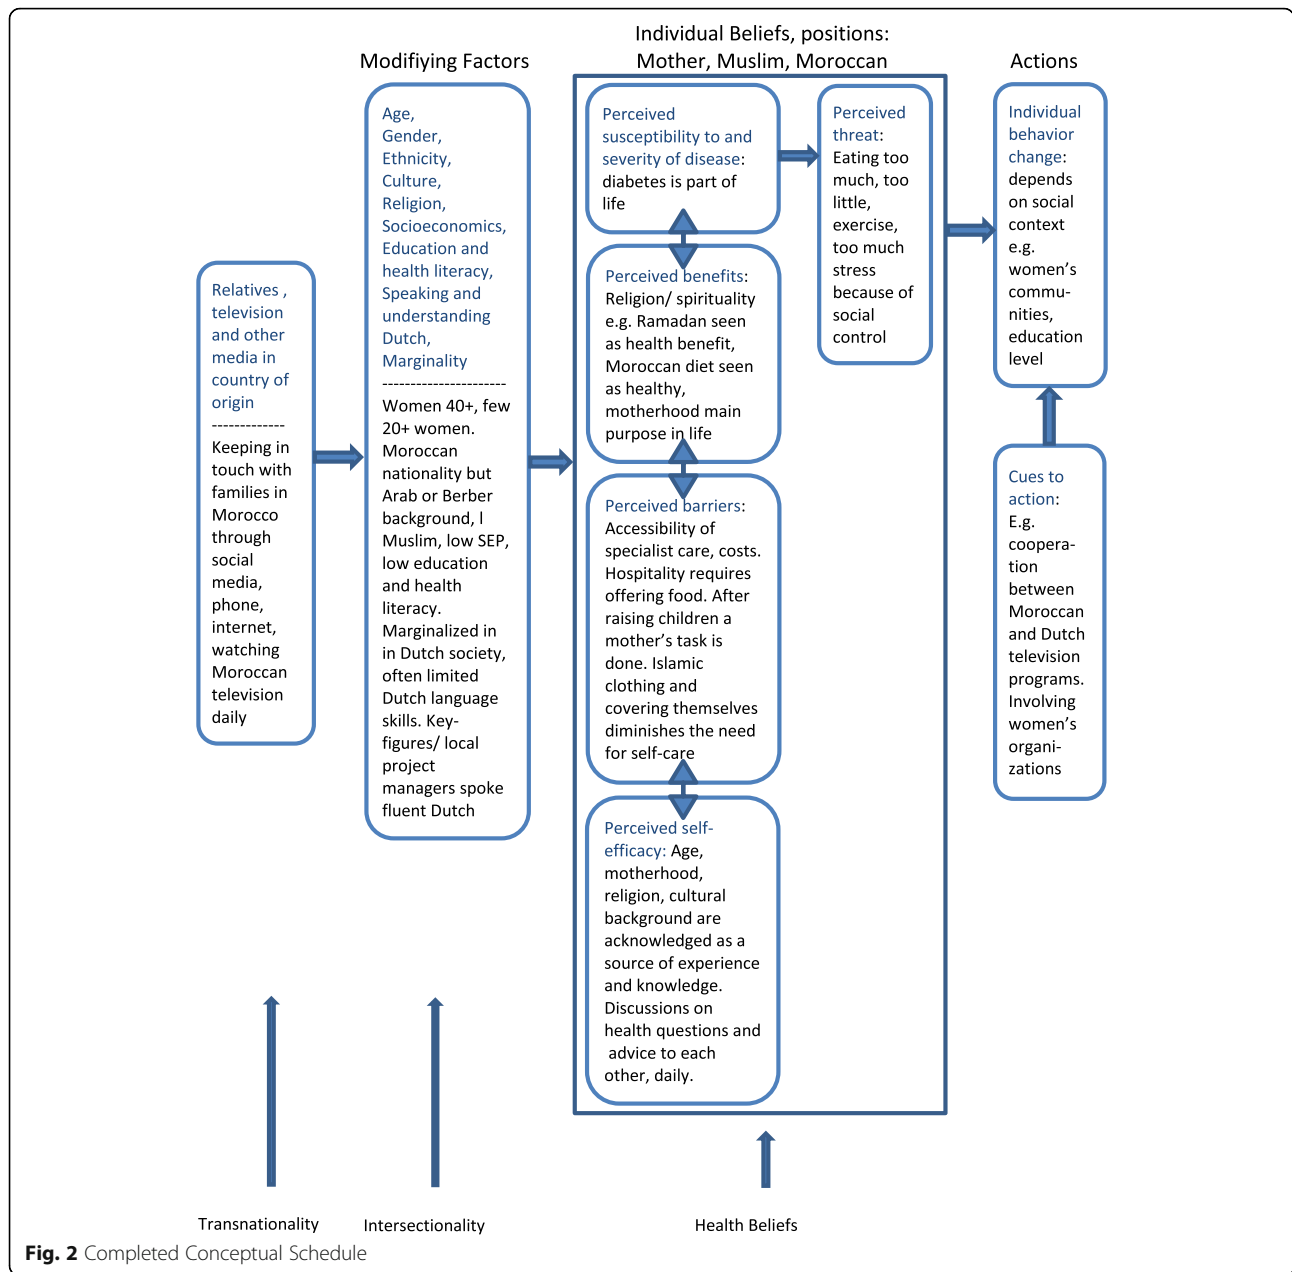 Individual Beliefs, positions:
Mother, Muslim, Moroccan
Modifiying Factors
Actions
Relatives ,
television
and other
media in
country of
origin
-------------
Keeping in
touch with
families in
Morocco
through
social
media,
phone,
internet,
watching
Moroccan
television
daily
Age,
Gender,
Ethnicity,
Culture,
Religion,
Socioeconomics,
Education and
health literacy,
Speaking and
understanding
Dutch,
Marginality
----------------------
Women 40+, few
20+ women.
Moroccan
nationality but
Arab or Berber
background, l
Muslim, low SEP,
low education
and health
literacy.
Marginalized in
in Dutch society,
often limited
Dutch language
skills. Key-
figures/ local
project
managers spoke
fluent Dutch
Perceived
susceptibility to and
severity of disease:
diabetes is part of
life
Perceived benefits:
Religion/ spirituality
e.g. Ramadan seen
as health benefit,
Moroccan diet seen
as healthy,
motherhood main
purpose in life
Perceived barriers:
Accessibility of
specialist care, costs.
Hospitality requires
offering food. After
raising children a
mother's task is
done. Islamic
clothing and
covering themselves
diminishes the need
for self-care
Perceived self-
efficacy: Age,
motherhood,
religion, cultural
background are
acknowledged as a
source of experience
and knowledge.
Discussions on
health questions and
advice to each
other, daily.
Perceived
threat:
Eating too
much, too
little,
exercise,
too much
stress
because of
social
control
Individual
behavior
change:
depends
on social
context
e.g.
women's
commu-
nities,
education
level
Cues to
action:
E.g.
coopera-
tion
between
Moroccan
and Dutch
television
programs.
Involving
women's
organi-
zations
Transnationality
Intersectionality
Health Beliefs
Fig. 2 Completed Conceptual Schedule